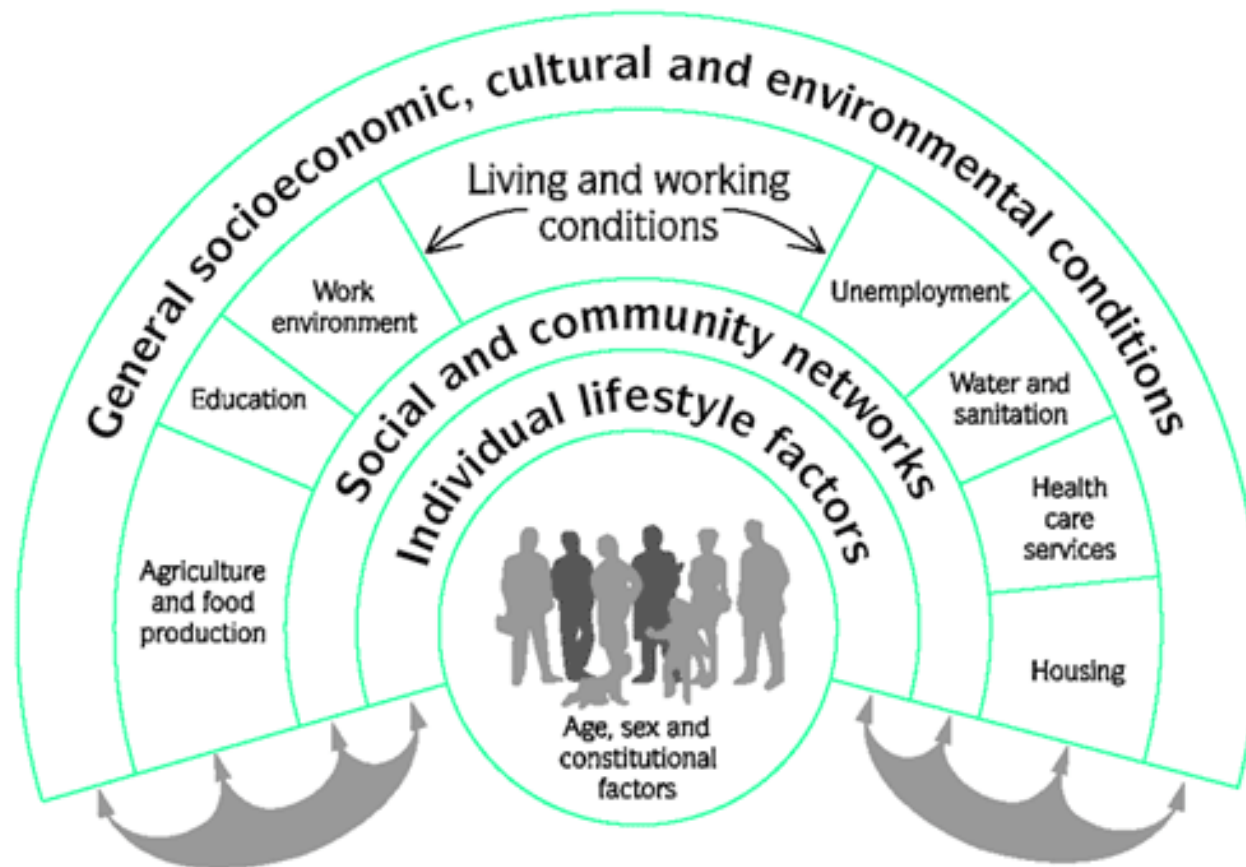 General socioeconomic, cultural and environmental conditions
Living and working
conditions
Work
environment
Unemployment
Education
Water and
sanitation
Agriculture
and food
production
Health
care
services
Housing
Social and community networks
Individual lifestyle factors
Age, sex and
constitutional
factors